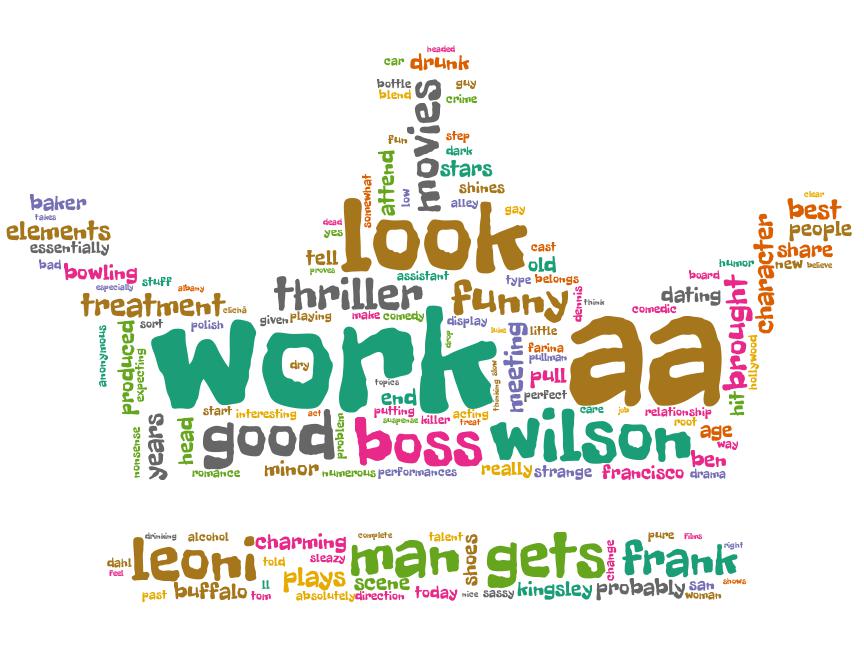 headed
car drunk
bottle guy
blend crime
movies
fun step
dark
attend stars
somewhat low shines
alley gay
baker
takes
elements
essentially
bad bowling
especially stuff albany
treatment cliché
clear
best
people
share
new believe
character
humor
board
dating
brought
comedic
hollywood
hit
dead
yes
look
cast
old
tell
proves
assistant type belongs
thriller funny dennis think
given playing make comedy display
anonymous
produced
expecting
sort polish
work
dry
drop
topics
end
luke
meeting
thinking slow
little
farina
pullman
pull
perfect
aa
start interesting act putting
suspense killer acting
treat
care job relationship
root
age
way
nonsense
years
head
good
problem
boss
wilson
ben
romance minor numerous performances really strange francisco drama
drinking alcohol complete talent pure films
dahl leoni charming man shoes gets change frank right
feel told sleazy
plays scene
past buffalo ll tom absolutely direction today nice sassy kingsley probably san woman shows